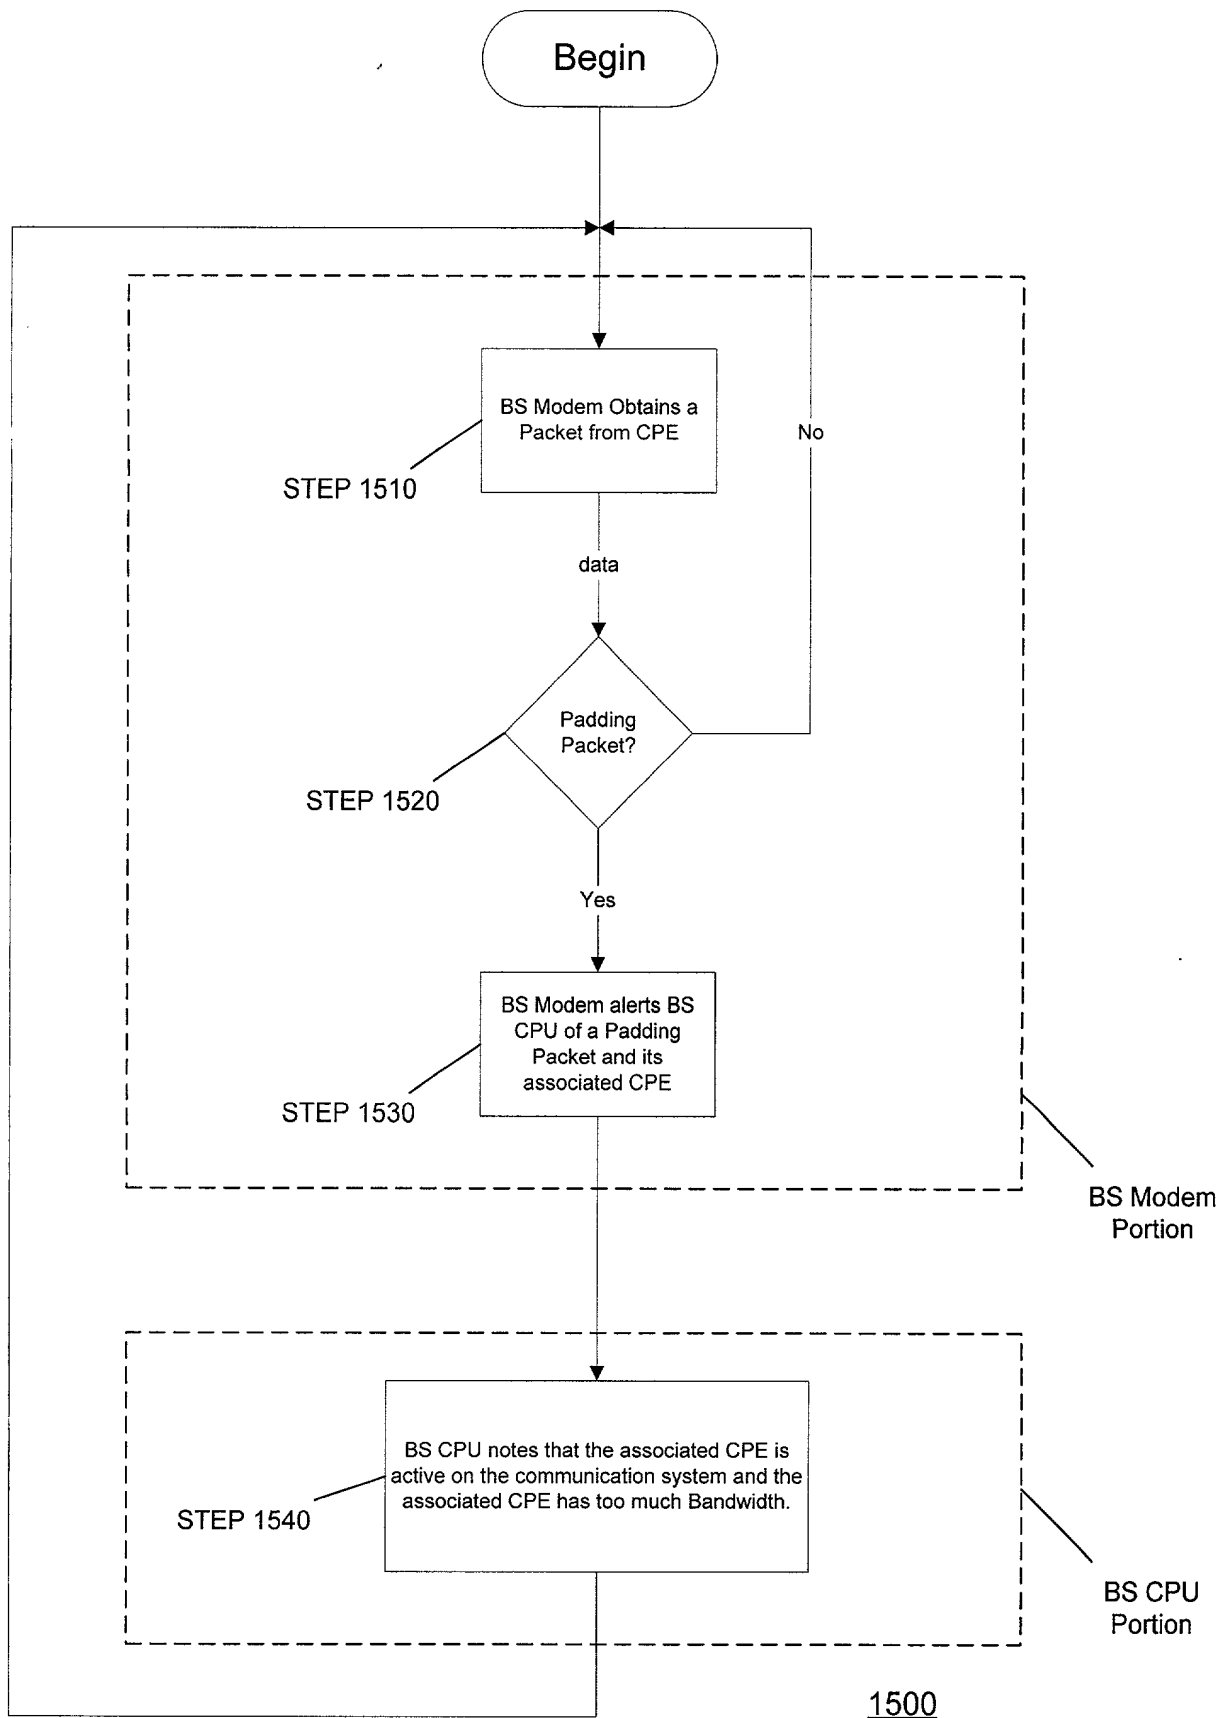 Begin
BS Modem Obtains a
Packet from CPE
No
STEP 1510
data
Padding
Packet?
STEP 1520
Yes
BS Modem alerts BS
CPU of a Padding
Packet and its
associated CPE
STEP 1530
BS Modem
Portion
BS CPU notes that the associated CPE is
active on the communication system and the
associated CPE has too much Bandwidth.
STEP 1540
BS CPU
Portion
1500